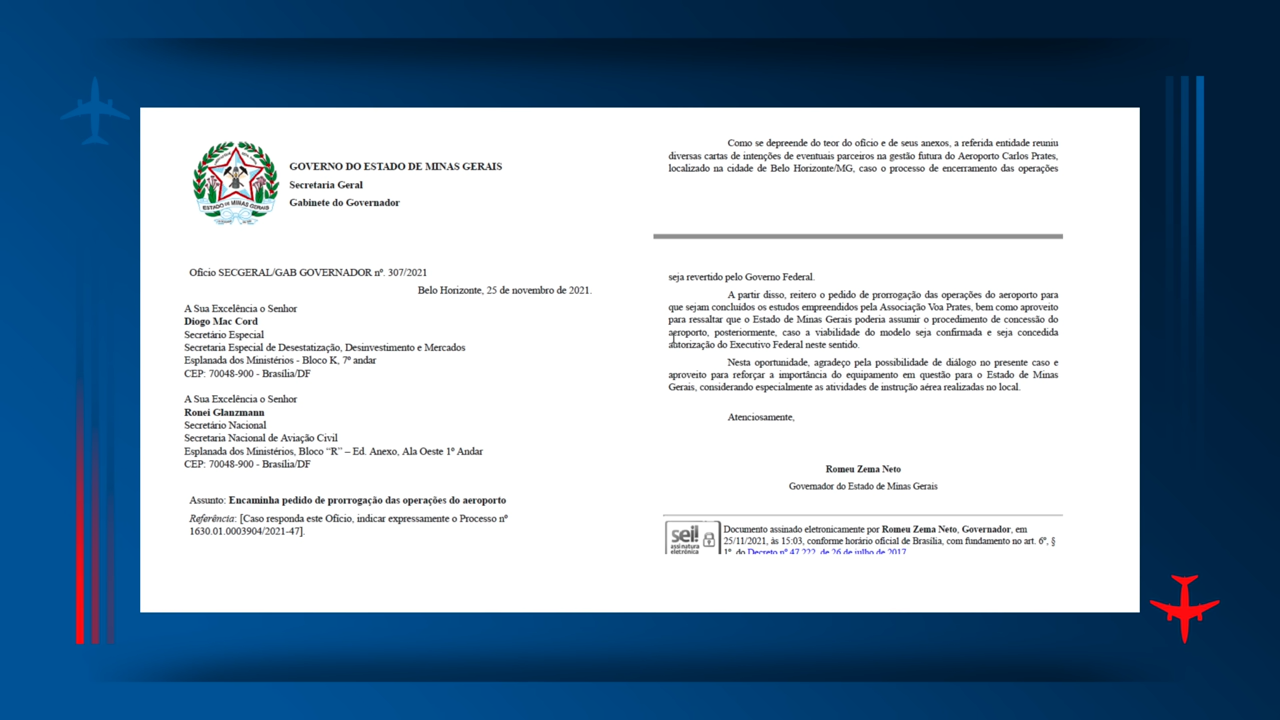 ESTADO DE MINAS GERAIS
GOVERNO DO ESTADO DE MINAS GERAIS
Secretaria Geral
Gabinete do Governador
Ofício SECGERAL/GAB GOVERNADOR nº. 307/2021
Belo Horizonte, 25 de novembro de 2021.
A Sua Excelência o Senhor
Diogo Mac Cord
Secretário Especial
Secretaria Especial de Desestatização, Desinvestimento e Mercados
Esplanada dos Ministérios - Bloco K, 7º andar
CEP: 70048-900 - Brasília/DF
A Sua Excelência o Senhor
Ronei Glanzmann
Secretário Nacional
Secretaria Nacional de Aviação Civil
Esplanada dos Ministérios, Bloco “R” – Ed. Anexo, Ala Oeste 1º Andar
CEP: 70048-900 - Brasília/DF
Assunto: Encaminha pedido de prorrogação das operações do aeroporto
Referência: [Caso responda este Ofício, indicar expressamente o Processo nº
1630.01.0003904/2021-47].
Como se depreende do teor do ofício e de seus anexos, a referida entidade reuniu
diversas cartas de intenções de eventuais parceiros na gestão futura do Aeroporto Carlos Prates,
localizado na cidade de Belo Horizonte/MG, caso o processo de encerramento das operações
seja revertido pelo Governo Federal.
A partir disso, reitero o pedido de prorrogação das operações do aeroporto para
que sejam concluídos os estudos empreendidos pela Associação Voa Prates, bem como aproveito
para ressaltar que o Estado de Minas Gerais poderia assumir o procedimento de concessão do
aeroporto, posteriormente, caso a viabilidade do modelo seja confirmada e seja concedida
autorização do Executivo Federal neste sentido.
Nesta oportunidade, agradeço pela possibilidade de diálogo no presente caso e
aproveito para reforçar a importância do equipamento em questão para o Estado de Minas
Gerais, considerando especialmente as atividades de instrução aérea realizadas no local.
Atenciosamente,
Romeu Zema Neto
Governador do Estado de Minas Gerais
sei!
assinatura
eletrônica
Documento assinado eletronicamente por Romeu Zema Neto, Governador, em
25/11/2021, às 15:03, conforme horário oficial de Brasília, com fundamento no art. 6º, §
1º, do Decreto nº 47.222, de 26 de julho de 2017